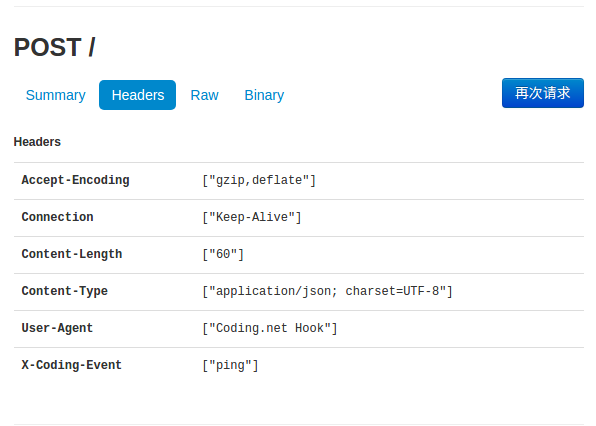 POST /
Summary Headers Raw Binary 再次请求
Headers
Accept-Encoding ["gzip,deflate"]
Connection ["Keep-Alive"]
Content-Length ["60"]
Content-Type ["application/json; charset=UTF-8"]
User-Agent ["Coding.net Hook"]
X-Coding-Event ["ping"]